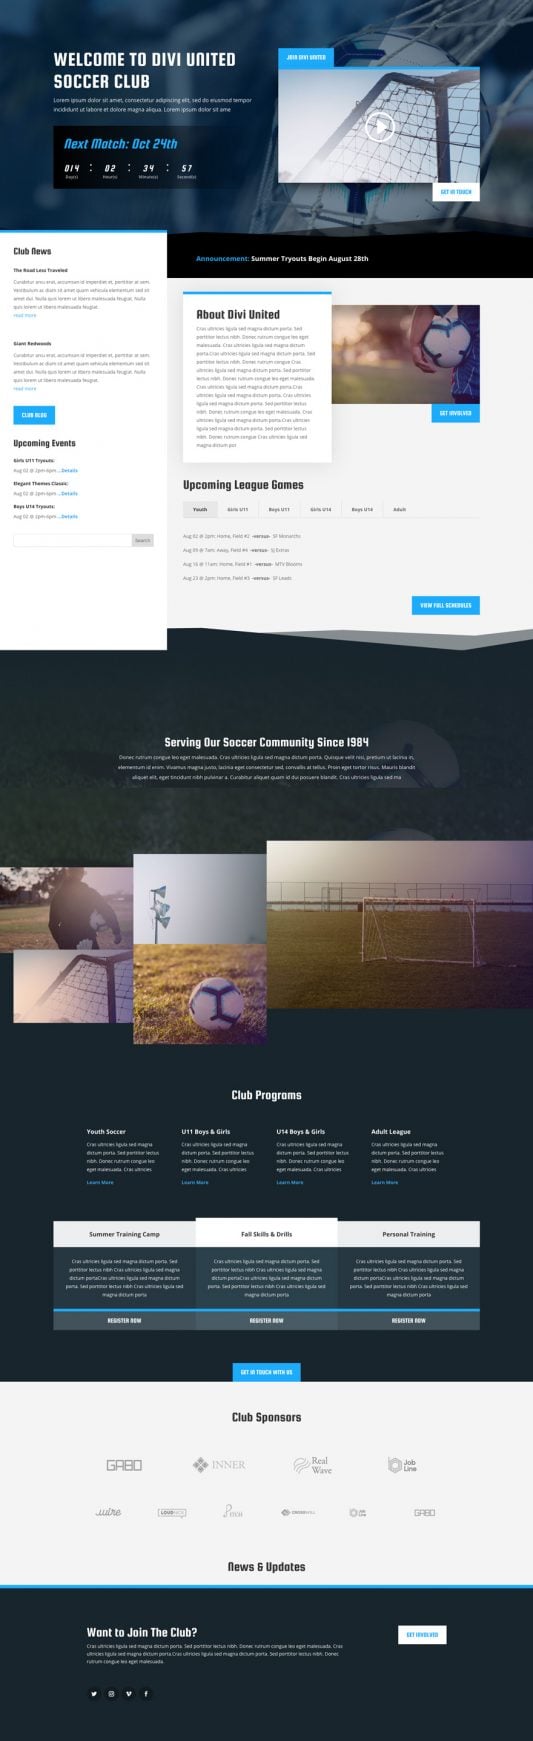 WELCOME TO DIVI UNITED
SOCCER CLUB
Lorem ipsum dolor sit amet, consectetur adipiscing elit, sed do eiusmod tempor
incididunt ut labore et dolore magna aliqua. Lorem ipsum dolor sit ame
Next Match: Oct 24th
014 : 02 : 34 : 57
Day(s) Hour(s) Minute(s) Second(s)
JOIN DIVI UNITED
GET IN TOUCH
Club News
The Road Less Traveled
Curabitur arcu erat, accumsan id imperdiet et, porttitor at sem.
Vestibulum ac diam sit amet quam vehicula elementum sed sit
amet dui. Nulla quis lorem ut libero malesuada feugiat. Nulla
quis lorem ut libero malesuada feugiat.
read more
Giant Redwoods
Curabitur arcu erat, accumsan id imperdiet et, porttitor at sem.
Vestibulum ac diam sit amet quam vehicula elementum sed sit
amet dui. Nulla quis lorem ut libero malesuada feugiat.
read more
CLUB BLOG
Upcoming Events
Girls U11 Tryouts:
Aug 02 @ 2pm-6pm ...Details
Elegant Themes Classic:
Aug 02 @ 2pm-6pm ...Details
Boys U14 Tryouts:
Aug 02 @ 2pm-6pm ...Details
Search
Announcement: Summer Tryouts Begin August 28th
About Divi United
Cras ultricies ligula sed magna dictum porta. Sed
porttitor lectus nibh. Donec rutrum congue leo eget
malesuada. Cras ultricies ligula sed magna dictum
porta.Cras ultricies ligula sed magna dictum porta. Sed
porttitor lectus nibh. Donec rutrum congue leo eget
malesuada. Cras ultricies ligula sed magna dictum
porta. Sed porttitor lectus nibh. Donec rutrum congue.
Cras ultricies ligula sed magna dictum porta. Sed
porttitor lectus nibh. Donec rutrum congue leo eget
malesuada. Cras ultricies ligula sed magna dictum
porta.Cras ultricies ligula sed magna dictum porta.Cras
ultricies ligula sed magna dictum porta. Sed porttitor
lectus nibh. Donec rutrum congue leo eget malesuada.
Cras ultricies ligula sed magna dictum porta. Sed
porttitor lectus nibh. Donec rutrum congue Cras
ultricies ligula sed magna dictum porta. Sed porttitor
lectus nibh. Donec rutrum congue Cras ultricies ligula sed
magna dictum por
GET INVOLVED
Upcoming League Games
Youth Girls U11 Boys U11 Girls U14 Boys U14 Adult
Aug 02 @ 2pm: Home, Field #2 -versus- SF Monarchs
Aug 09 @ 7am: Away, Field #4 -versus- SJ Extras
Aug 16 @ 11am: Home, Field #1 -versus- MTV Blooms
Aug 23 @ 2pm: Home, Field #3 -versus- SF Leads
VIEW FULL SCHEDULES
Serving Our Soccer Community Since 1984
Donec rutrum congue leo eget malesuada. Cras ultricies ligula sed magna dictum porta. Quisque velit nisi, pretium ut lacinia in,
elementum id enim. Vivamus magna justo, lacinia eget consectetur sed, convallis at tellus. Proin eget tortor risus. Mauris blandit
aliquet elit, eget tincidunt nibh pulvinar a. Curabitur aliquet quam id dui posuere blandit. Cras ultricies ligula sed ma
Club Programs
Youth Soccer
Cras ultricies ligula sed magna
dictum porta. Sed porttitor lectus
nibh. Donec rutrum congue leo
eget malesuada. Cras ultricies
Learn More
U11 Boys & Girls
Cras ultricies ligula sed magna
dictum porta. Sed porttitor lectus
nibh. Donec rutrum congue leo
eget malesuada. Cras ultricies
Learn More
U14 Boys & Girls
Cras ultricies ligula sed magna
dictum porta. Sed porttitor lectus
nibh. Donec rutrum congue leo
eget malesuada. Cras ultricies
Learn More
Adult League
Cras ultricies ligula sed magna
dictum porta. Sed porttitor lectus
nibh. Donec rutrum congue leo
eget malesuada. Cras ultricies
Learn More
Summer Training Camp
Cras ultricies ligula sed magna dictum porta. Sed
porttitor lectus nibh Cras ultricies ligula sed magna
dictum portaCras ultricies ligula sed magna dictum
porta. Sed porttitor lectus nibh Cras ultricies ligula sed
magna dictum porta
REGISTER NOW
Fall Skills & Drills
Cras ultricies ligula sed magna dictum porta. Sed
porttitor lectus nibh Cras ultricies ligula sed magna
dictum portaCras ultricies ligula sed magna dictum
porta. Sed porttitor lectus nibh Cras ultricies ligula sed
magna dictum porta
REGISTER NOW
Personal Training
Cras ultricies ligula sed magna dictum porta. Sed
porttitor lectus nibh Cras ultricies ligula sed magna
dictum portaCras ultricies ligula sed magna dictum
porta. Sed porttitor lectus nibh Cras ultricies ligula sed
magna dictum porta
REGISTER NOW
GET IN TOUCH WITH US
Club Sponsors
GABO
INNER
Real
Wave
Job
Line
wire
LOUD
CROSSWILL
GABO
News & Updates
Want to Join The Club?
Cras ultricies ligula sed magna dictum porta. Sed porttitor lectus nibh. Donec rutrum congue leo eget malesuada. Cras ultricies
ligula sed magna dictum porta.Cras ultricies ligula sed magna dictum porta. Sed porttitor lectus nibh. Donec rutrum congue leo
eget malesuada.
GET INVOLVED